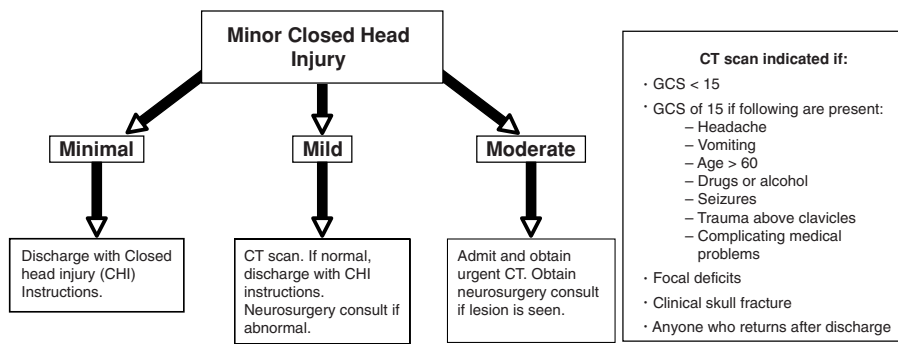 Minor Closed Head
Injury
Minimal
Mild
Moderate
Discharge with Closed
head injury (CHI)
Instructions.
CT scan. If normal,
discharge with CHI
instructions.
Neurosurgery consult if
abnormal.
Admit and obtain
urgent CT. Obtain
neurosurgery consult
if lesion is seen.
CT scan indicated if:
· GCS < 15
· GCS of 15 if following are present:
– Headache
– Vomiting
– Age > 60
– Drugs or alcohol
– Seizures
– Trauma above clavicles
– Complicating medical
problems
· Focal deficits
· Clinical skull fracture
· Anyone who returns after discharge